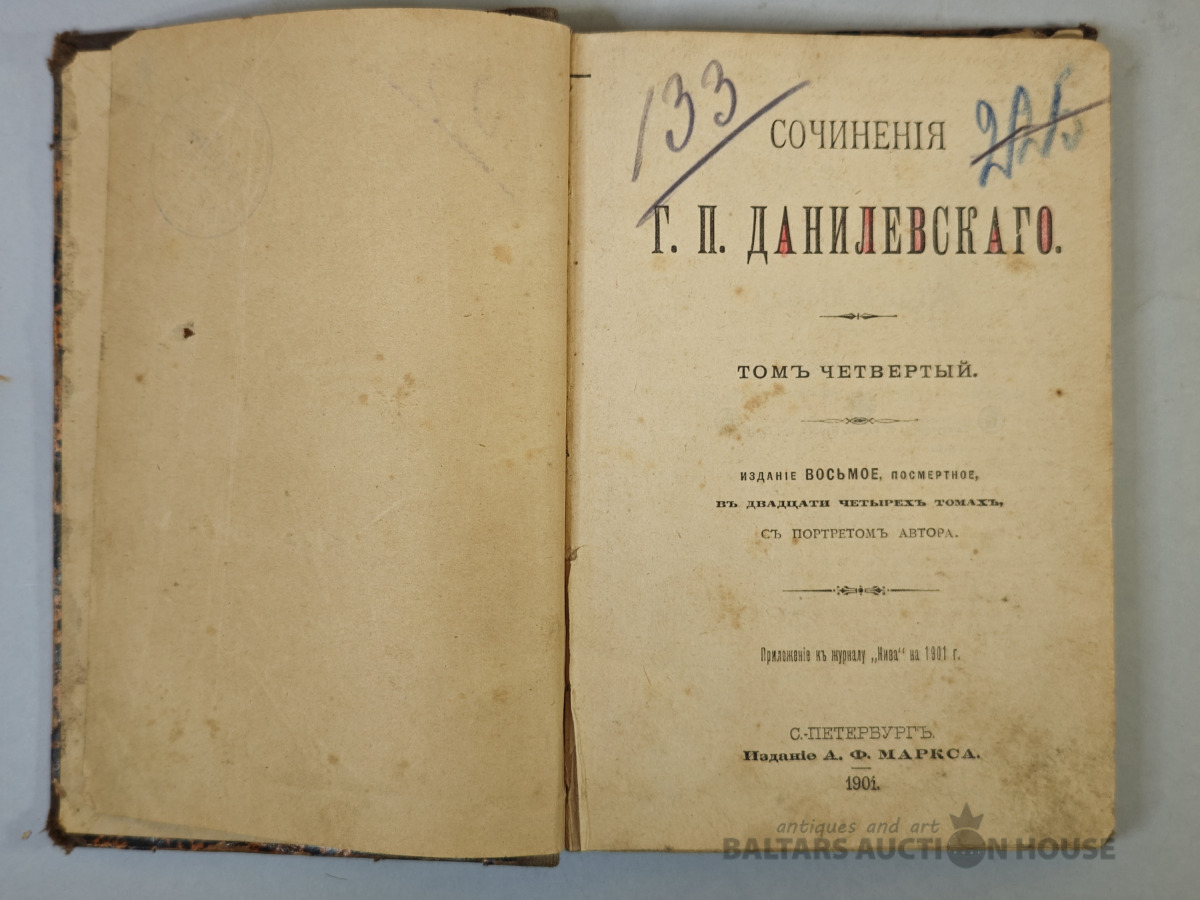 133
225
СОЧИНЕНІЯ
Г. П. ДАНИЛЕВСКАГО.
ТОМЪ ЧЕТВЕРТЫЙ.
ИЗДАНІЕ ВОСЬМОЕ, ПОСМЕРТНОЕ,
ВЪ ДВАДЦАТИ ЧЕТЫРЕХЪ ТОМАХЪ,
СЪ ПОРТРЕТОМЪ АВТОРА.
Приложеніе къ журналу „Нива“ на 1901 г.
С.-ПЕТЕРБУРГЪ.
Изданіе А. Ф. МАРКСА.
1901.
antiques and art
BALTARS AUCTION HOUSE